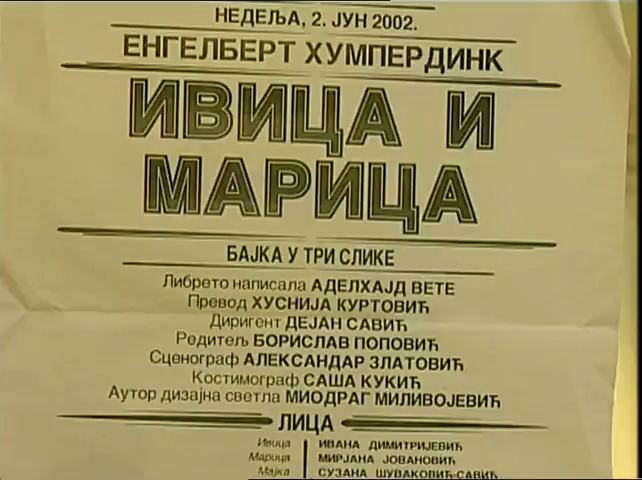 НЕДЕЉА, 2. ЈУН 2002.
ЕНГЕЛБЕРТ ХУМПЕРДИНК
ИВИЦА И
МАРИЦА
БАЈКА У ТРИ СЛИКЕ
Либрето написала АДЕЛХАЈД ВЕТЕ
Превод ХУСНИЈА КУРТОВИЋ
Диригент ДЕЈАН САВИЋ
Редитељ БОРИСЛАВ ПОПОВИЋ
Сценограф АЛЕКСАНДАР ЗЛАТОВИЋ
Костимограф САША КУКИЋ
Аутор дизајна светла МИОДРАГ МИЛИВОЈЕВИЋ
ЛИЦА
Ивица ИВАНА ДИМИТРИЈЕВИЋ
Марица МИРЈАНА ЈОВАНОВИЋ
Мајка СУЗАНА ШУВАКОВИЋ-САВИЋ